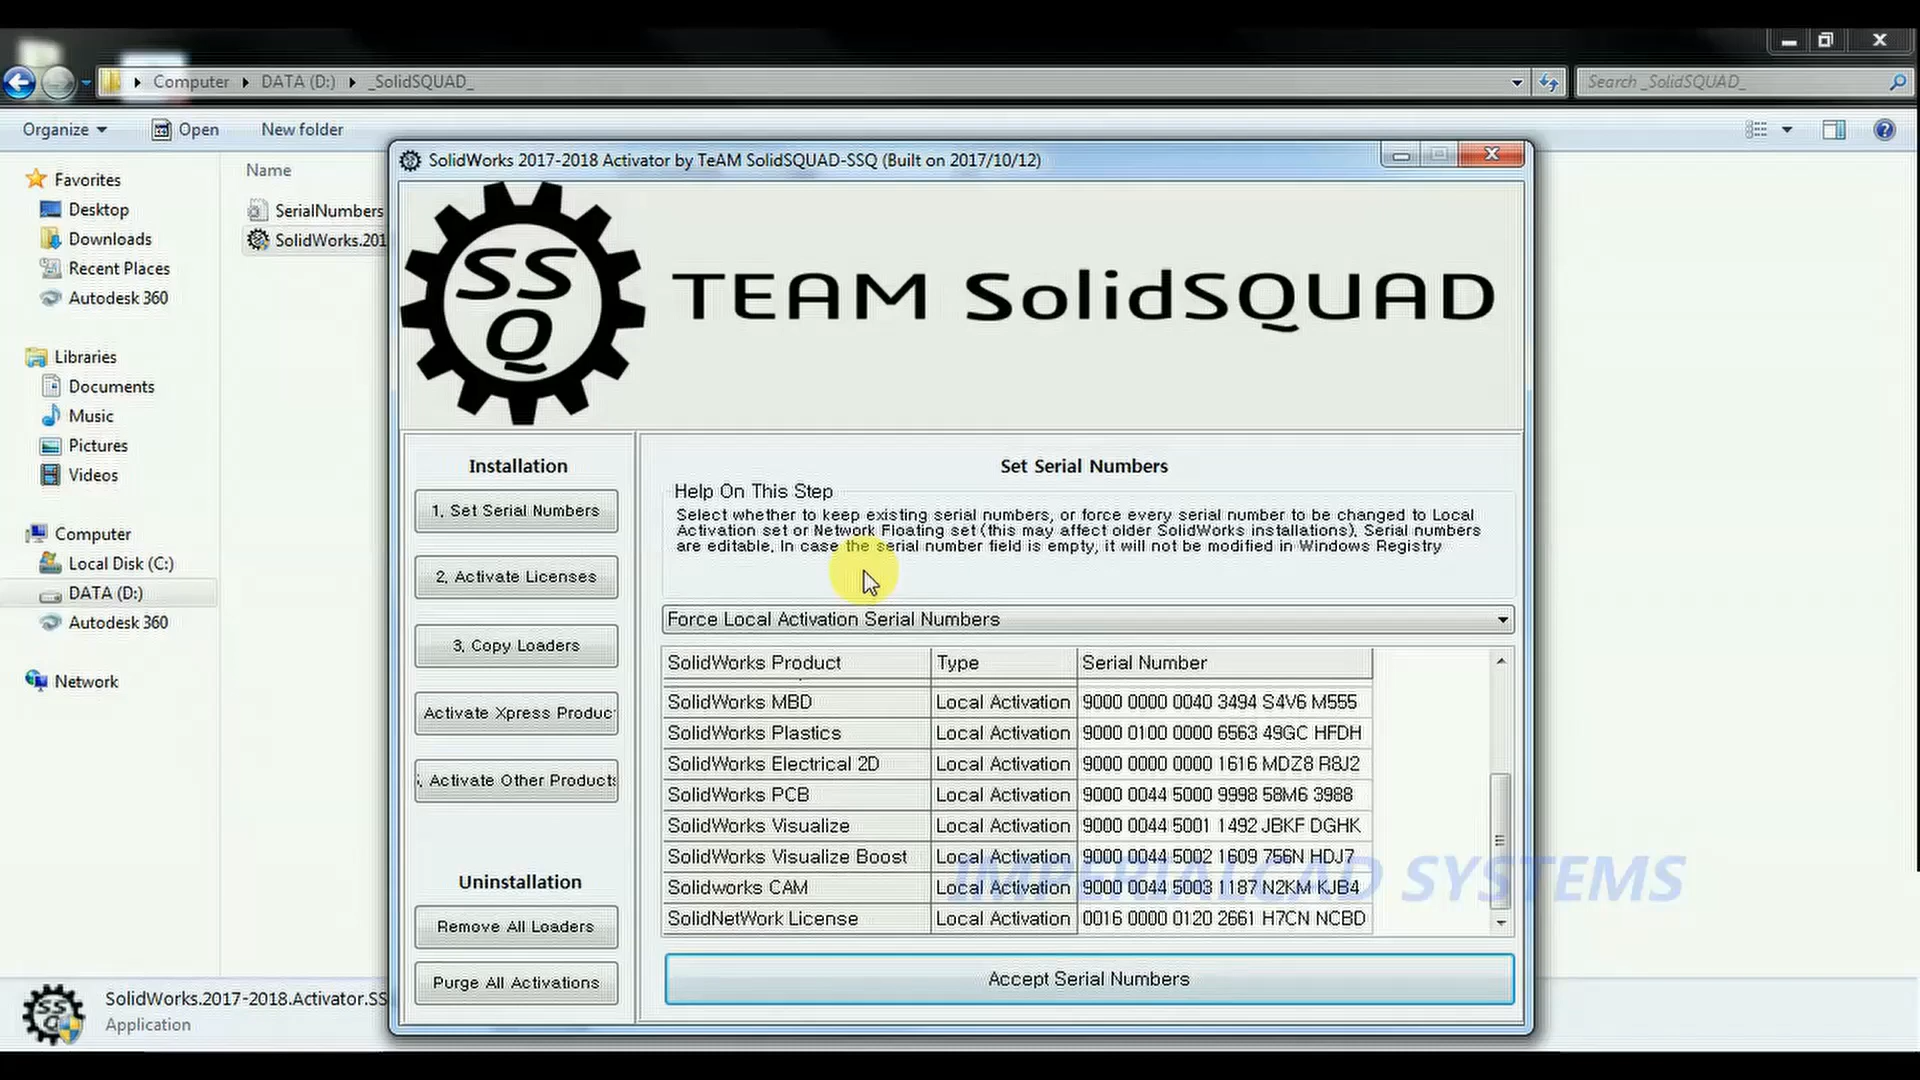 Computer DATA (D:) _SolidSQUAD_
Search _SolidSQUAD_
Organize Open New folder
Favorites
Desktop
Downloads
Recent Places
Autodesk 360
Libraries
Documents
Music
Pictures
Videos
Computer
Local Disk (C:)
DATA (D:)
Autodesk 360
Network
Name
SerialNumbers
SolidWorks.201
SolidWorks 2017-2018 Activator by TeAM SolidSQUAD-SSQ (Built on 2017/10/12)
SSQ
TEAM SolidSQUAD
Installation
1. Set Serial Numbers
2. Activate Licenses
3. Copy Loaders
Activate Xpress Produc
. Activate Other Products
Uninstallation
Remove All Loaders
Purge All Activations
Set Serial Numbers
Help On This Step
Select whether to keep existing serial numbers, or force every serial number to be changed to Local
Activation set or Network Floating set (this may affect older SolidWorks installations). Serial numbers
are editable. In case the serial number field is empty, it will not be modified in Windows Registry
Force Local Activation Serial Numbers
SolidWorks Product Type Serial Number
SolidWorks MBD Local Activation 9000 0000 0040 3494 S4V6 M555
SolidWorks Plastics Local Activation 9000 0100 0000 6563 49GC HFDH
SolidWorks Electrical 2D Local Activation 9000 0000 0000 1616 MDZ8 R8J2
SolidWorks PCB Local Activation 9000 0044 5000 9998 58M6 3988
SolidWorks Visualize Local Activation 9000 0044 5001 1492 JBKF DGHK
SolidWorks Visualize Boost Local Activation 9000 0044 5002 1609 756N HDJ7
Solidworks CAM Local Activation 9000 0044 5003 1187 N2KM KJB4
SolidNetWork License Local Activation 0016 0000 0120 2661 H7CN NCBD
IMPERIALCAD SYSTEMS
Accept Serial Numbers
SolidWorks.2017-2018.Activator.SS
Application